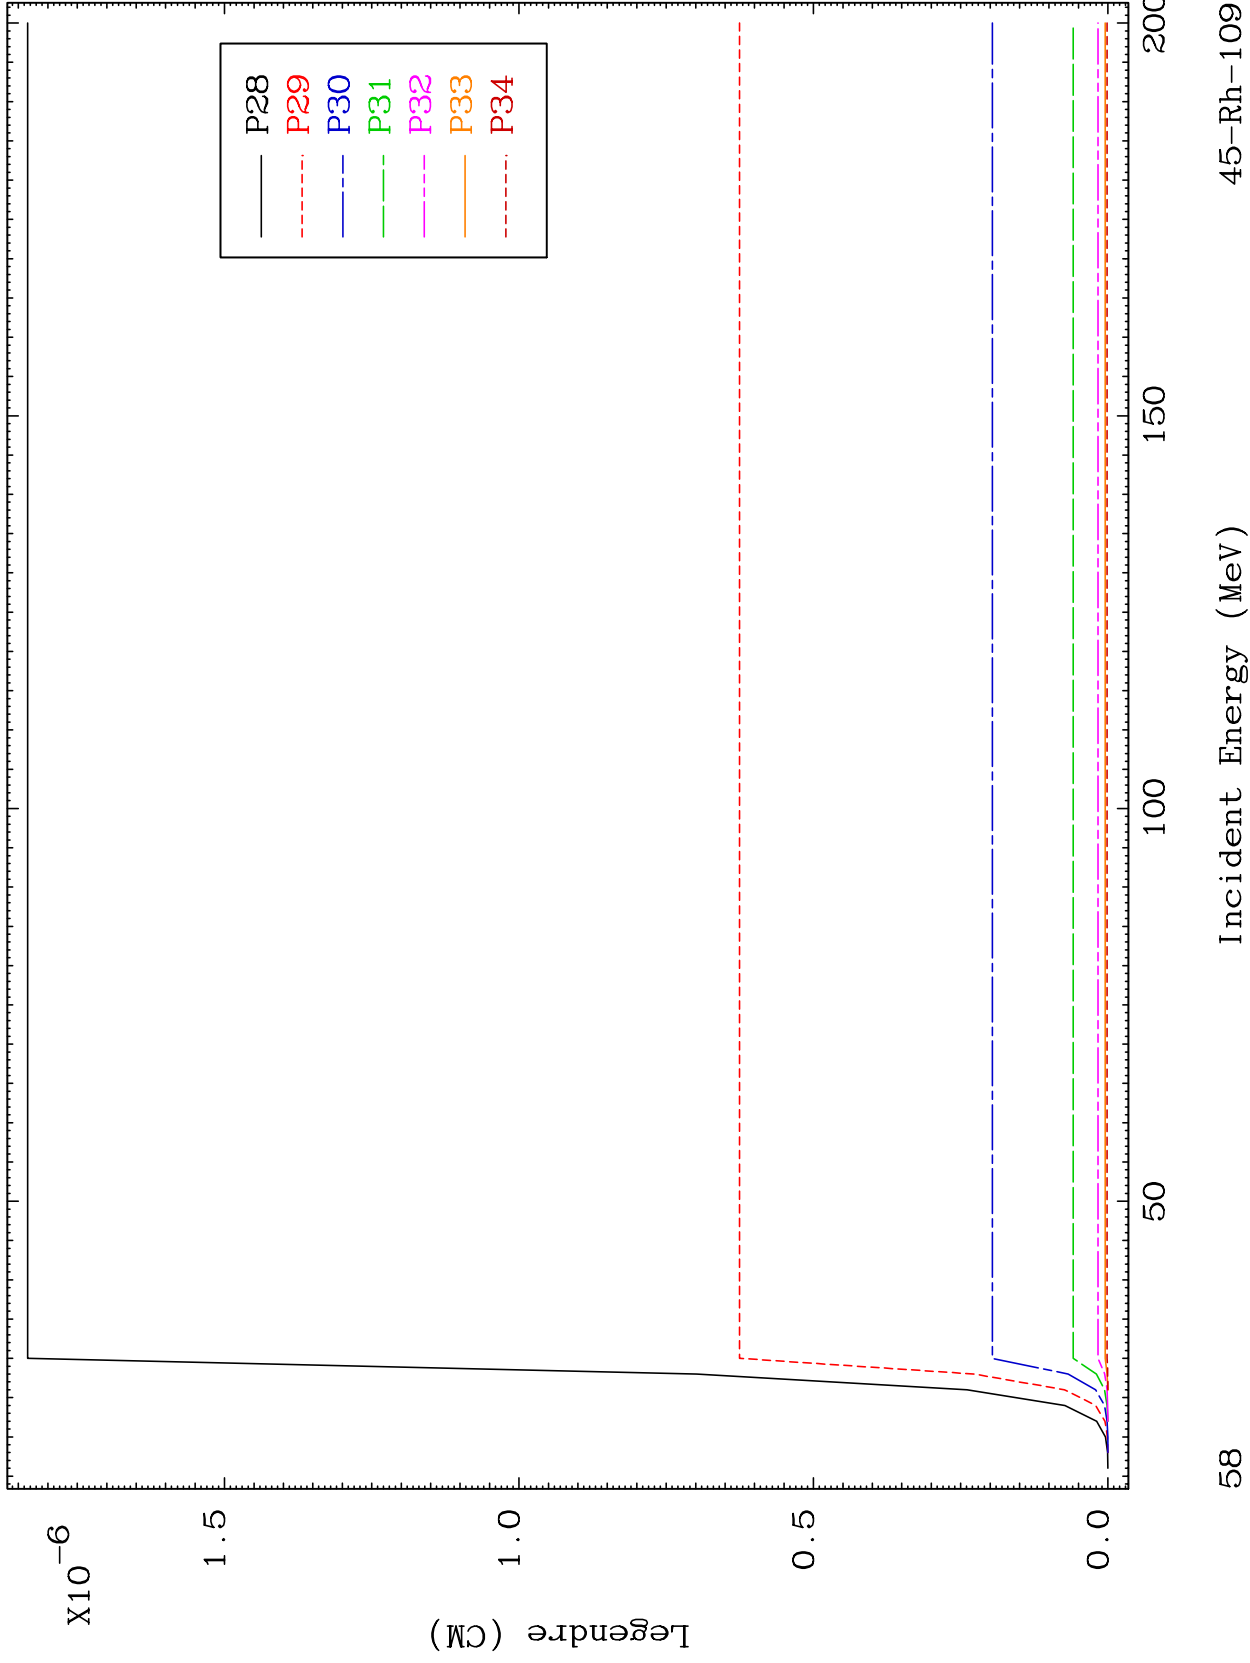 X10-6
Legendre (CM)
1.5
1.0
0.5
0.0
P28
P29
P30
P31
P32
P33
P34
50
100
150
200
Incident Energy (MeV)
58
45-Rh-109